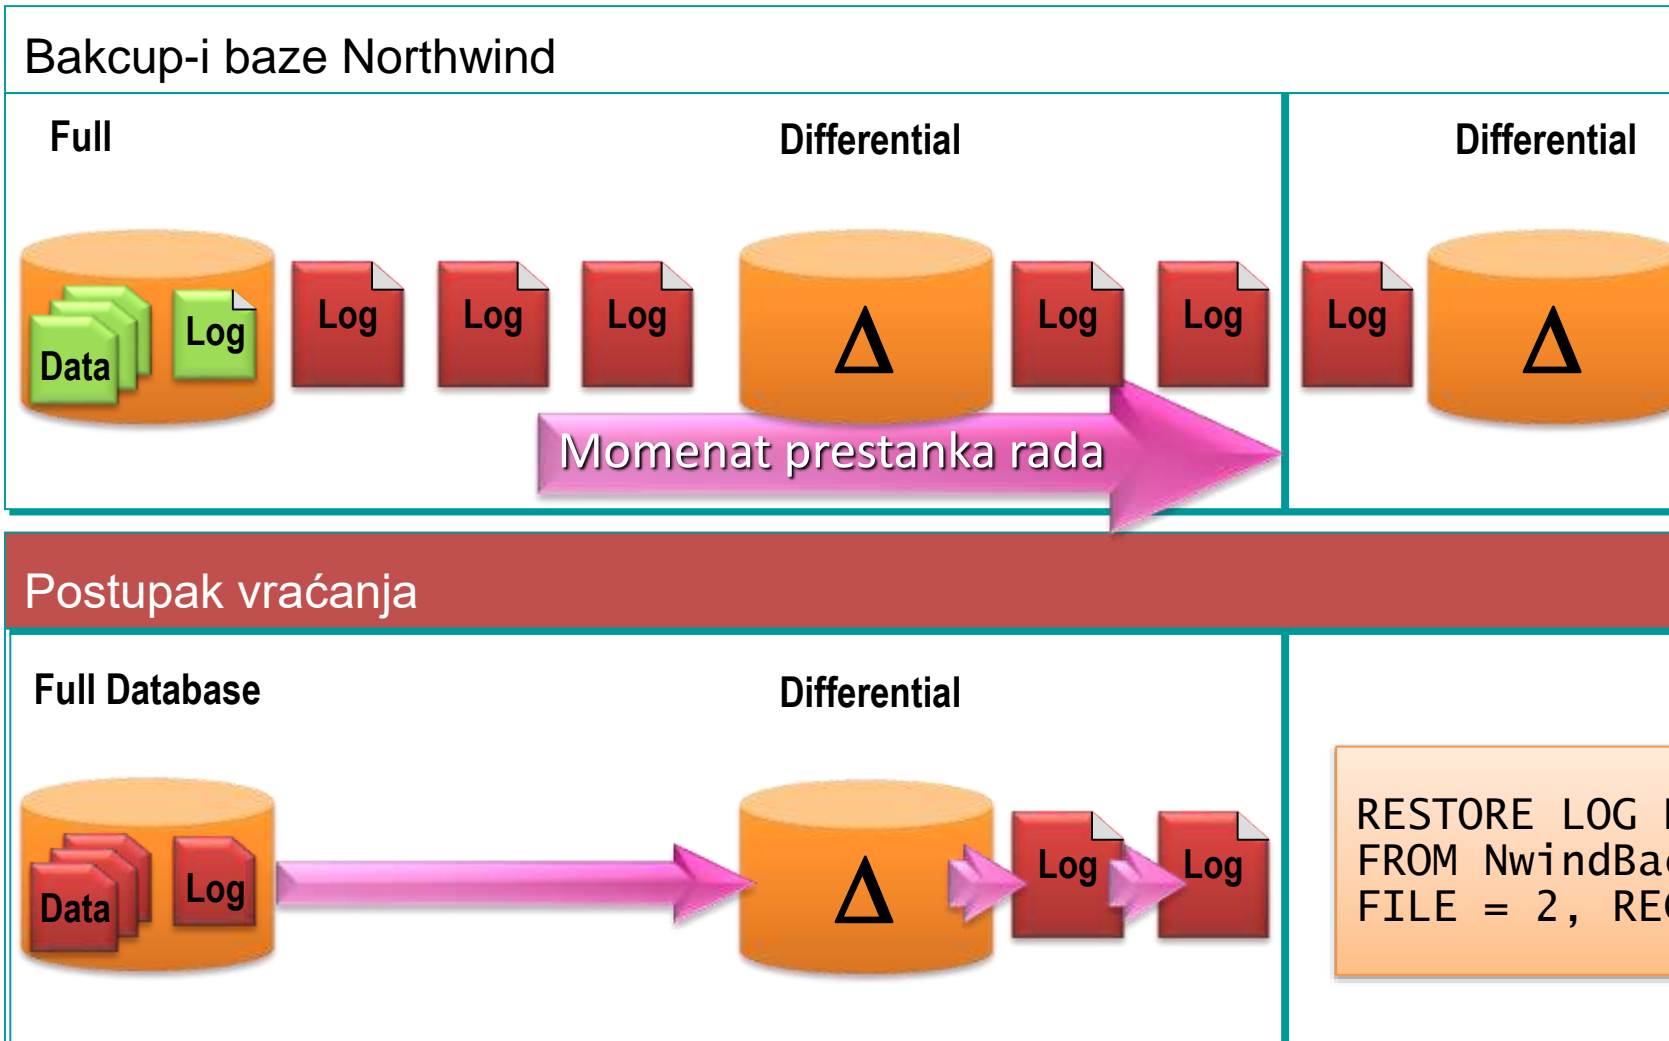 Bakcup-i baze Northwind
Full
Differential
Differential
Data
Log
Log
Log
Log
Δ
Log
Log
Log
Δ
Momenat prestanka rada
Postupak vraćanja
Full Database
Differential
Data
Log
Δ
Log
Log
RESTORE LOG
FROM
FILE = 2,